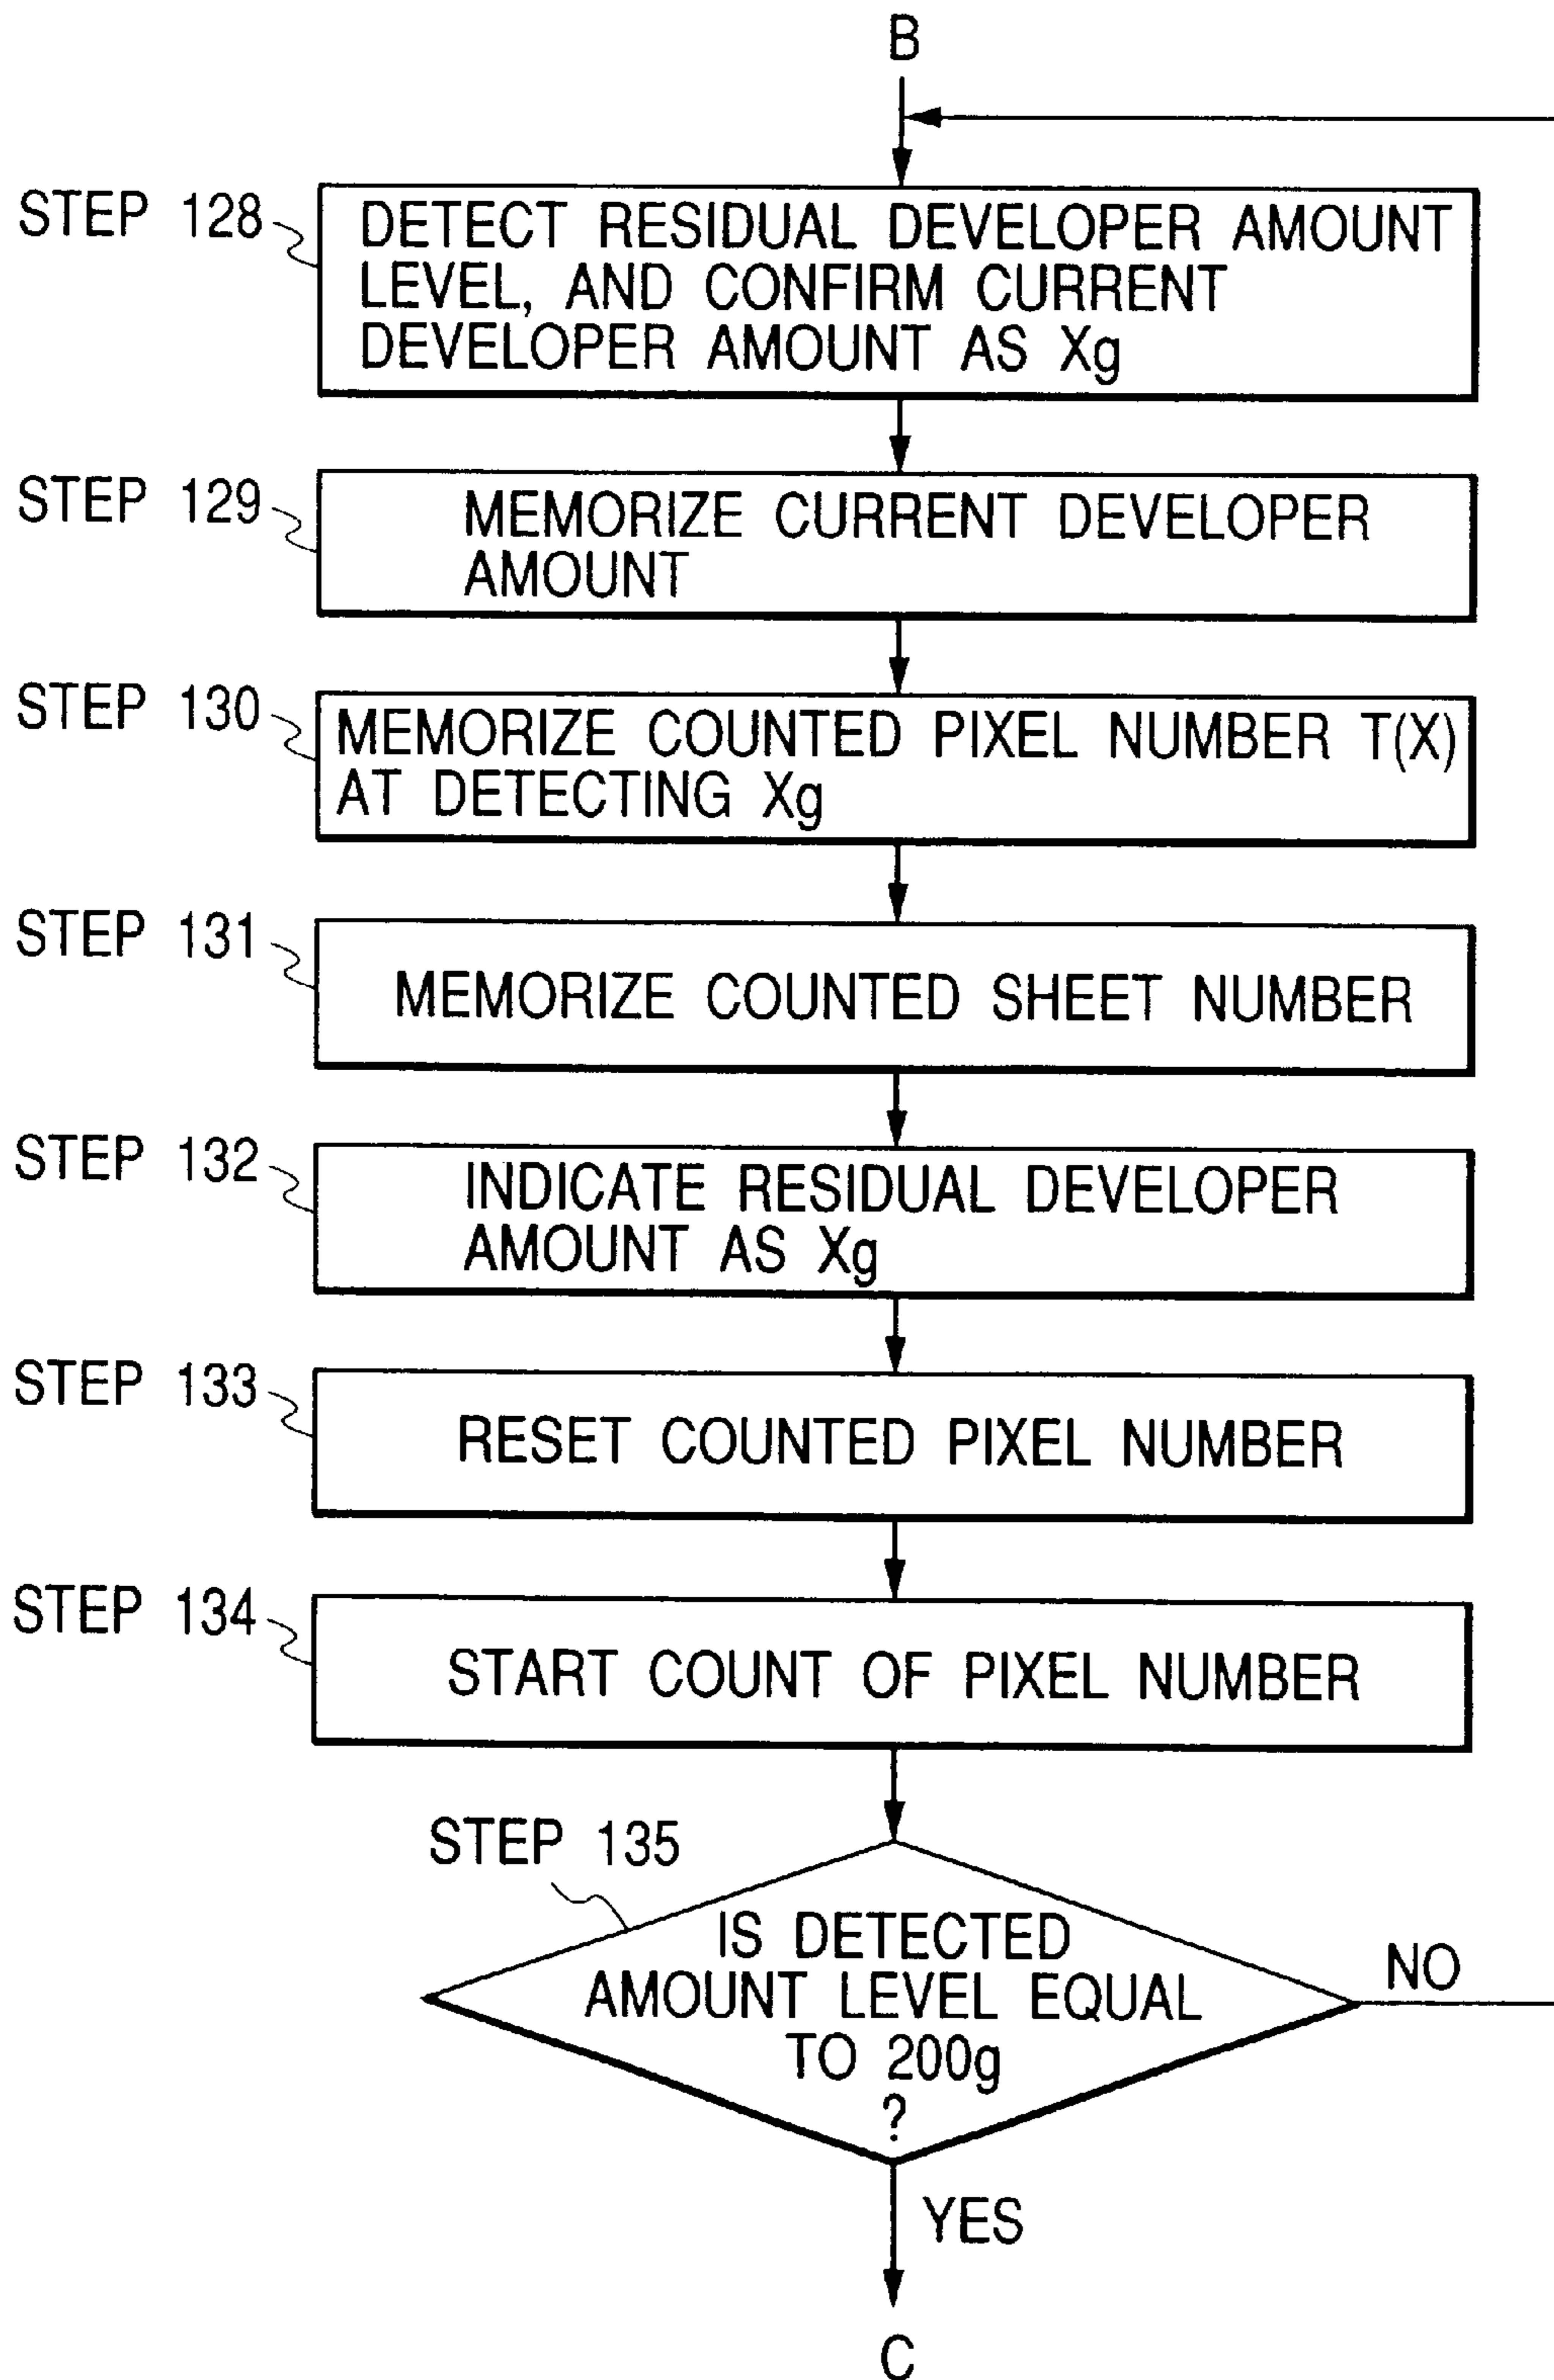 B
STEP 128
DETECT RESIDUAL DEVELOPER AMOUNT
LEVEL, AND CONFIRM CURRENT
DEVELOPER AMOUNT AS Xg
STEP 129
MEMORIZE CURRENT DEVELOPER
AMOUNT
STEP 130
MEMORIZE COUNTED PIXEL NUMBER T(X)
AT DETECTING Xg
STEP 131
MEMORIZE COUNTED SHEET NUMBER
STEP 132
INDICATE RESIDUAL DEVELOPER
AMOUNT AS Xg
STEP 133
RESET COUNTED PIXEL NUMBER
STEP 134
START COUNT OF PIXEL NUMBER
STEP 135
IS DETECTED
AMOUNT LEVEL EQUAL
TO 200g
?
NO
YES
C